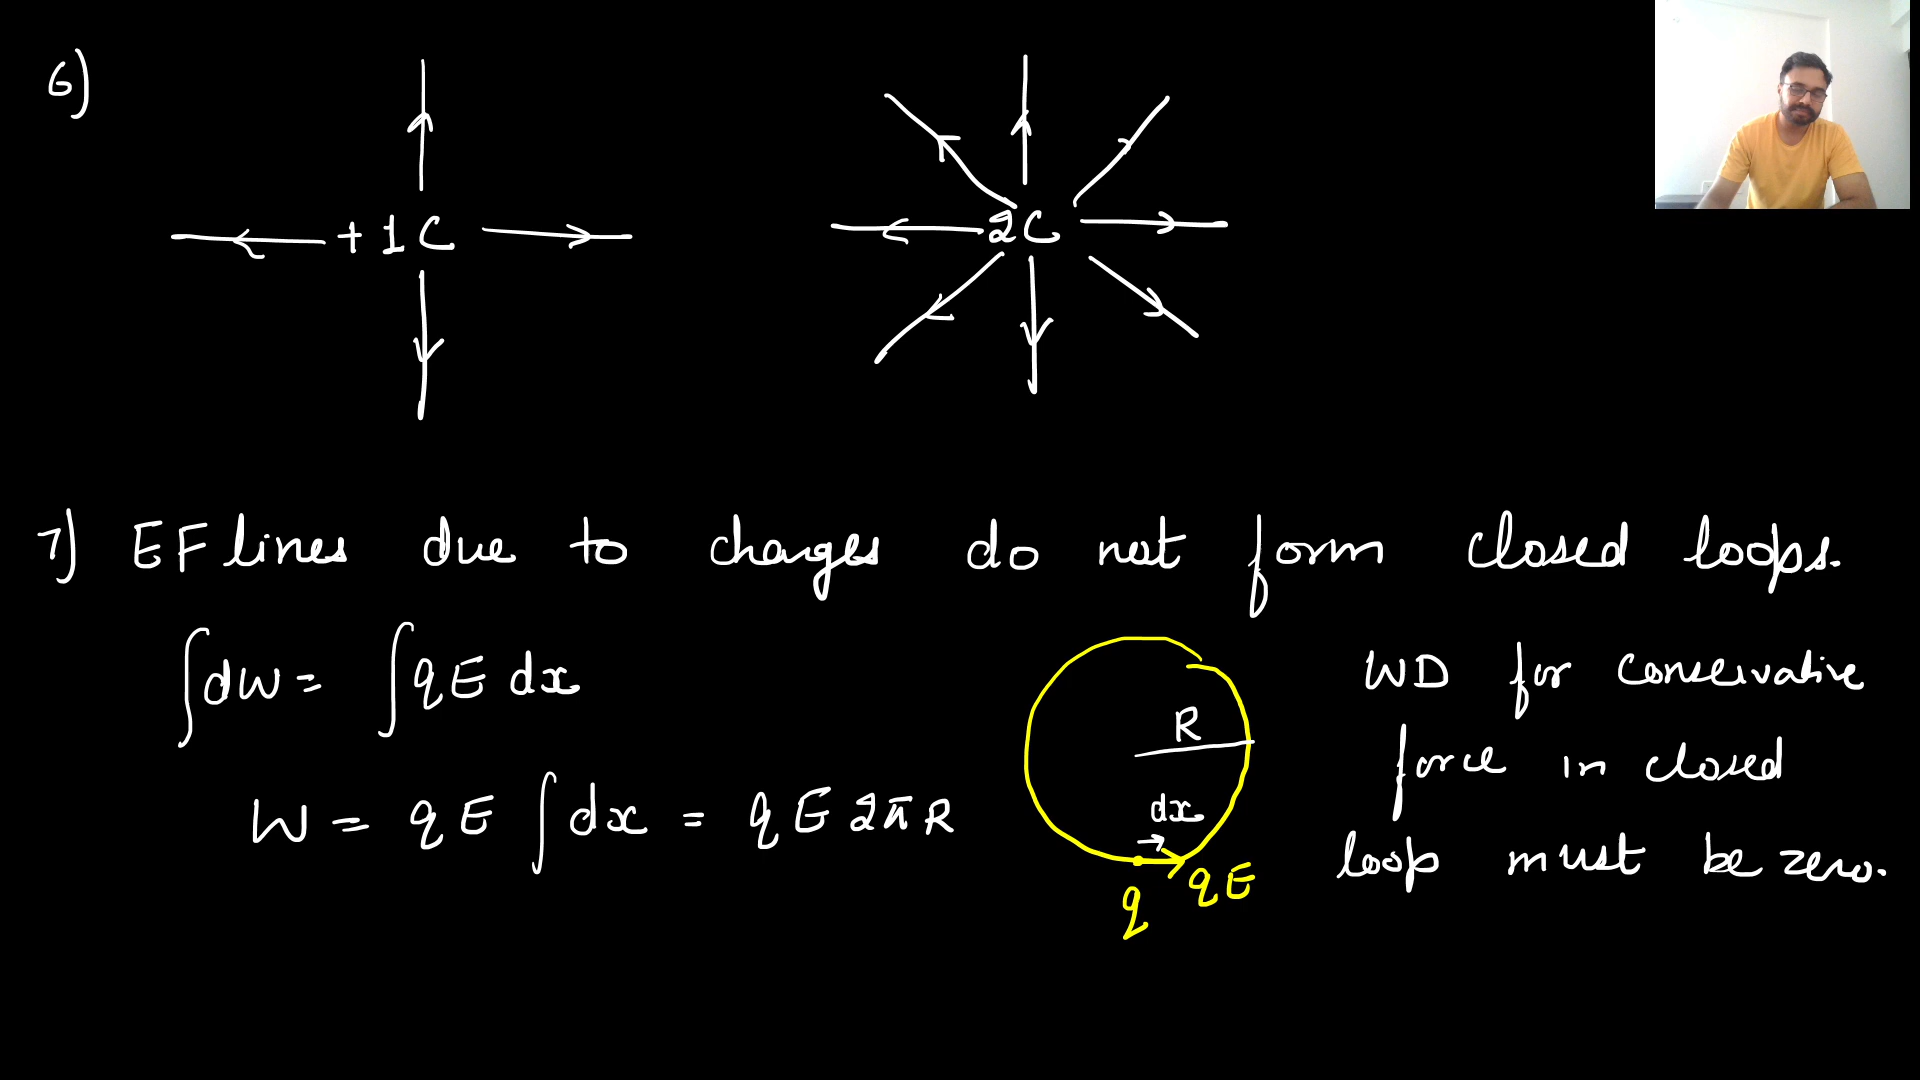 6)
+1C
2C
7) EF lines due to charges do not form closed loops.
∫dW = ∫qE dx
W = qE ∫dx = qE 2πR
R
dx
q
qE
WD for conservative
force in closed
loop must be zero.